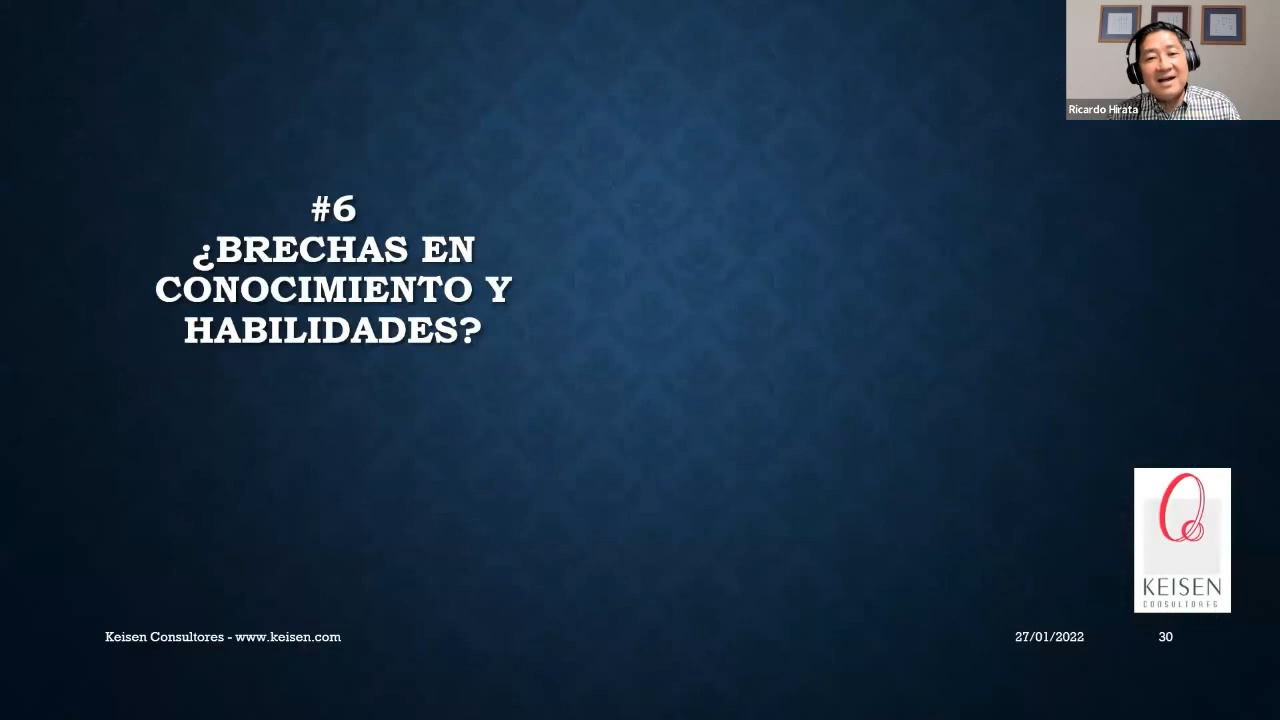 Ricardo Hirata
#6
¿BRECHAS EN
CONOCIMIENTO Y
HABILIDADES?
KEISEN
CONSULTORES
Keisen Consultores - www.keisen.com
27/01/2022
30